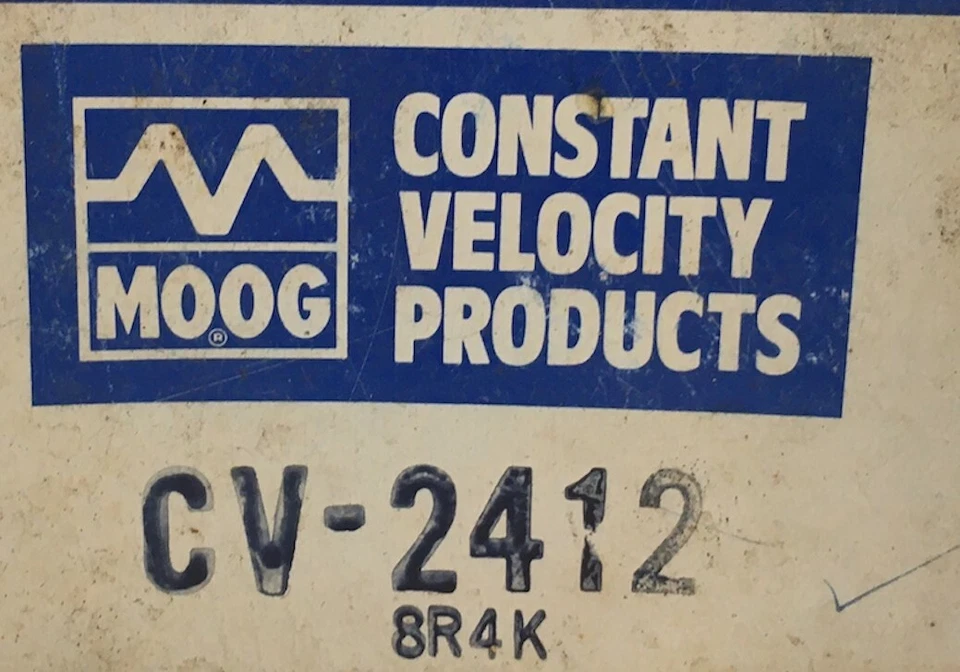 CONSTANT
VELOCITY
PRODUCTS
MOOG®
CV-2412
8R4K